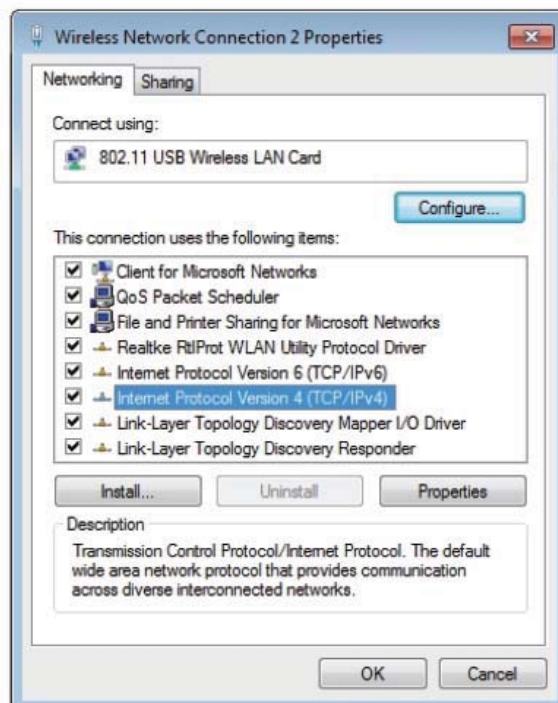 Wireless Network Connection 2 Properties
Networking
Sharing
Connect using:
802.11 USB Wireless LAN Card
Configure...
This connection uses the following items:
Client for Microsoft Networks
QoS Packet Scheduler
File and Printer Sharing for Microsoft Networks
Realtke RtlProt WLAN Utility Protocol Driver
Internet Protocol Version 6 (TCP/IPv6)
Internet Protocol Version 4 (TCP/IPv4)
Link-Layer Topology Discovery Mapper I/O Driver
Link-Layer Topology Discovery Responder
Install...
Uninstall
Properties
Description
Transmission Control Protocol/Internet Protocol. The default
wide area network protocol that provides communication
across diverse interconnected networks.
OK
Cancel